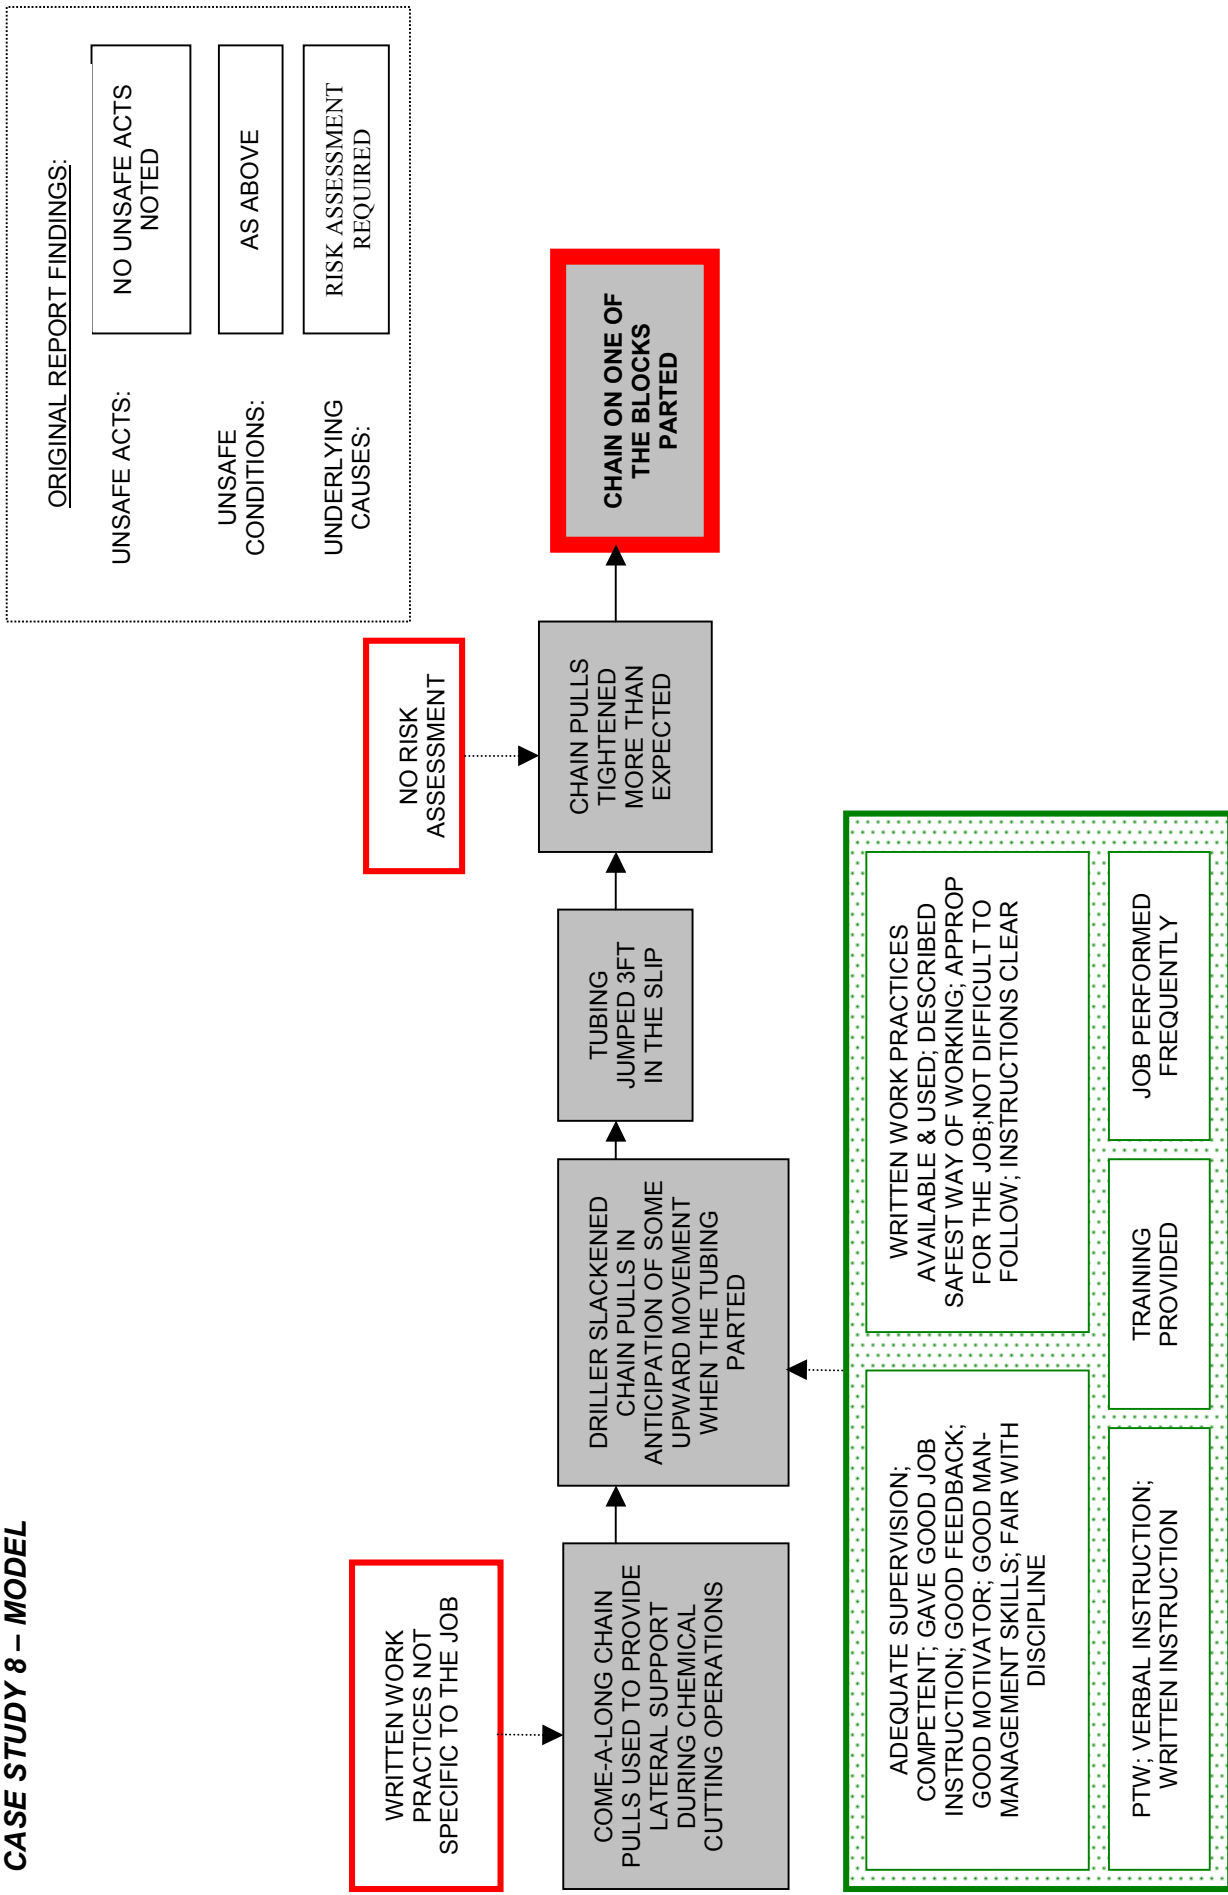 CASE STUDY 8 – MODEL
ORIGINAL REPORT FINDINGS:
UNSAFE ACTS:
NO UNSAFE ACTS
NOTED
UNSAFE
CONDITIONS:
AS ABOVE
UNDERLYING
CAUSES:
RISK ASSESSMENT
REQUIRED
WRITTEN WORK
PRACTICES NOT
SPECIFIC TO THE JOB
NO RISK
ASSESSMENT
COME-A-LONG CHAIN
PULLS USED TO PROVIDE
LATERAL SUPPORT
DURING CHEMICAL
CUTTING OPERATIONS
DRILLER SLACKENED
CHAIN PULLS IN
ANTICIPATION OF SOME
UPWARD MOVEMENT
WHEN THE TUBING
PARTED
TUBING
JUMPED 3FT
IN THE SLIP
CHAIN PULLS
TIGHTENED
MORE THAN
EXPECTED
CHAIN ON ONE OF
THE BLOCKS
PARTED
ADEQUATE SUPERVISION;
COMPETENT; GAVE GOOD JOB
INSTRUCTION; GOOD FEEDBACK;
GOOD MOTIVATOR; GOOD MAN-
MANAGEMENT SKILLS; FAIR WITH
DISCIPLINE
WRITTEN WORK PRACTICES
AVAILABLE & USED; DESCRIBED
SAFEST WAY OF WORKING; APPROP
FOR THE JOB;NOT DIFFICULT TO
FOLLOW; INSTRUCTIONS CLEAR
PTW; VERBAL INSTRUCTION;
WRITTEN INSTRUCTION
TRAINING
PROVIDED
JOB PERFORMED
FREQUENTLY